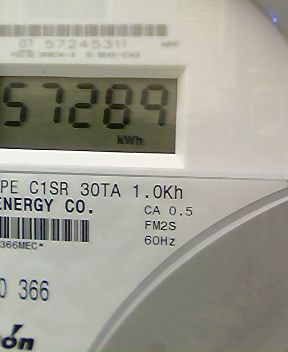 07 57245311
57289
kWh
PE C1SR 30TA 1.0Kh
ENERGY CO.
CA 0.5
FM2S
60Hz
366MEC*
0 366
ron